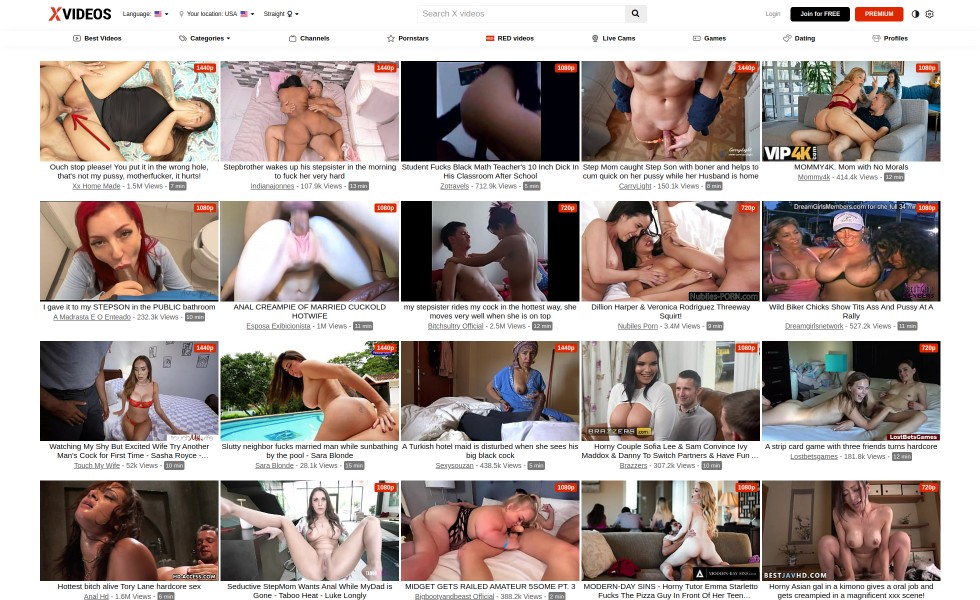 XVIDEOS Language: Your location: USA Straight Search X videos Login Join for FREE PREMIUM
Best Videos Categories Channels Pornstars RED videos Live Cams Games Dating Profiles
1440p 1440p 1080p 1440p 1080p
VIP4K.com
Ouch stop please! You put it in the wrong hole, that's not my pussy, motherfucker, it hurts!
Xx Home Made - 1.5M Views - 7 min
Stepbrother wakes up his stepsister in the morning to fuck her very hard
Indianajonnes - 107.9k Views - 13 min
Student Fucks Black Math Teacher's 10 Inch Dick In His Classroom After School
Zotravels - 712.9k Views - 5 min
Step Mom caught Step Son with boner and helps to cum quick on her pussy while her Husband is home
CarryLight - 150.1k Views - 8 min
MOMMY4K. Mom with No Morals
Mommy4k - 414.4k Views - 12 min
1080p 1080p 720p 720p 1080p
Nubiles-PORN.com
I gave it to my STEPSON in the PUBLIC bathroom
A Madrasta E O Enteado - 232.3k Views - 10 min
ANAL CREAMPIE OF MARRIED CUCKOLD HOTWIFE
Esposa Exibicionista - 1M Views - 11 min
my stepsister rides my cock in the hottest way, she moves very well when she is on top
Bitchsultry Official - 2.5M Views - 12 min
Dillion Harper & Veronica Rodriguez Threeway Squirt!
Nubiles Porn - 3.4M Views - 9 min
Wild Biker Chicks Show Tits Ass And Pussy At A Rally
Dreamgirlsnetwork - 527.2k Views - 11 min
1440p 1440p 1440p 1080p 720p
BRAZZERS
LostBetsGames
Watching My Shy But Excited Wife Try Another Man's Cock for First Time - Sasha Royce -...
Touch My Wife - 52k Views - 10 min
Slutty neighbor fucks married man while sunbathing by the pool - Sara Blonde
Sara Blonde - 28.1k Views - 15 min
A Turkish hotel maid is disturbed when she sees his big black cock
Sexysouzan - 438.5k Views - 5 min
Horny Couple Sofia Lee & Sam Convince Ivy Maddox & Danny To Switch Partners & Have Fun ...
Brazzers - 307.2k Views - 10 min
A strip card game with three friends turns hardcore
Lostbetsgames - 181.8k Views - 12 min
1080p 1080p 1080p 720p
HD-ACCESS.COM
MODERN DAY SINS
BESTJAVHD.COM
Hottest bitch alive Tory Lane hardcore sex
Anal Hd - 1.6M Views - 6 min
Seductive StepMom Wants Anal While MyDad is Gone - Taboo Heat - Luke Longly
MIDGET GETS RAILED AMATEUR 5SOME PT. 3
Bigbootyandbeast Official - 388.2k Views - 2 min
MODERN-DAY SINS - Horny Tutor Emma Starletto Fucks The Pizza Guy In Front Of Her Teen...
Horny Asian gal in a kimono gives a oral job and gets creampied in a magnificent xxx scene!